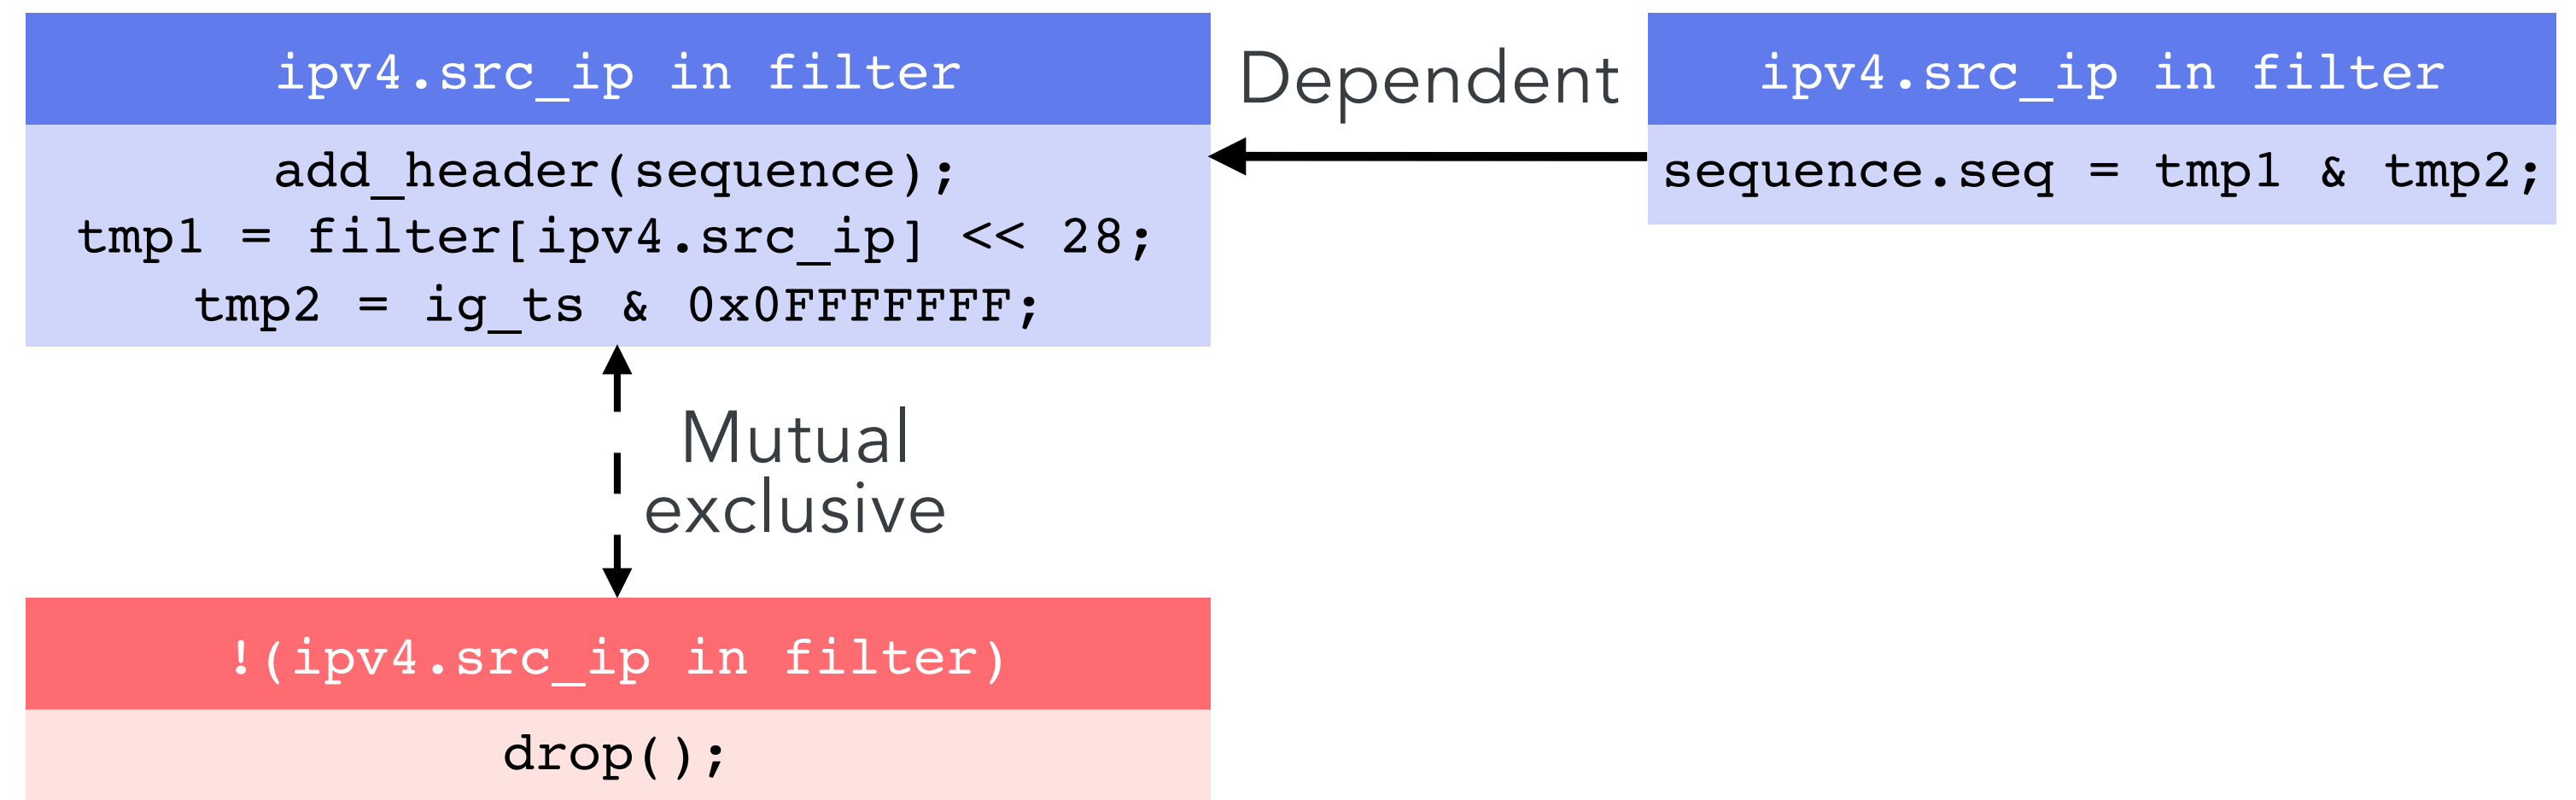 ipv4.src_ip in filter
add_header(sequence);
tmp1 = filter[ipv4.src_ip] << 28;
tmp2 = ig_ts & 0x0FFFFFFF;
Dependent
ipv4.src_ip in filter
sequence.seq = tmp1 & tmp2;
Mutual
exclusive
!(ipv4.src_ip in filter)
drop();